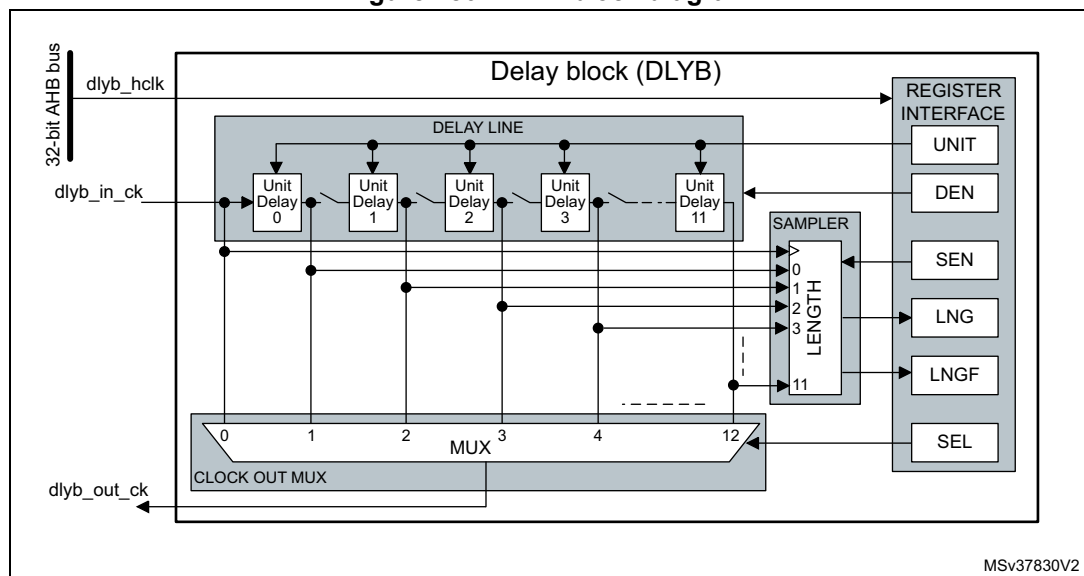 Delay block (DLYB)
32-bit AHB bus
dlyb_hclk
REGISTER
INTERFACE
DELAY LINE
UNIT
dlyb_in_ck
Unit
Delay
0
Unit
Delay
1
Unit
Delay
2
Unit
Delay
3
Unit
Delay
11
DEN
SAMPLER
SEN
0
1
2
3
11
LENGTH
LNG
LNGF
0
1
2
3
4
12
MUX
SEL
CLOCK OUT MUX
dlyb_out_ck
MSv37830V2